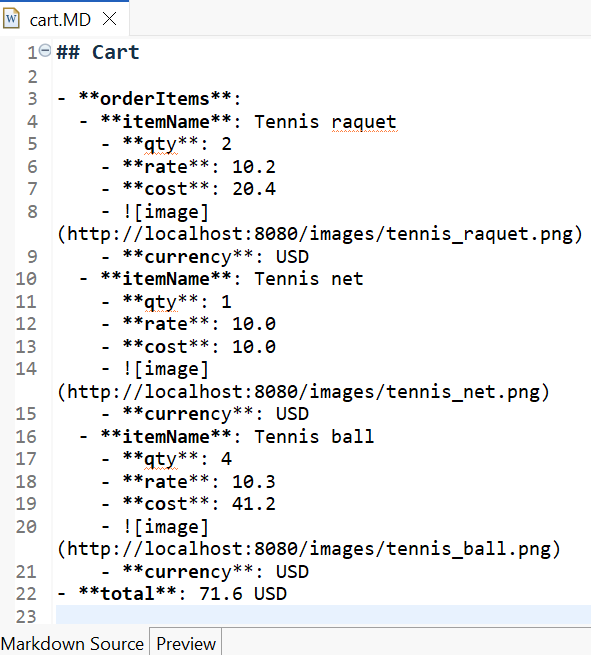 cart.MD
1 ## Cart
2
3 - **orderItems**:
4 - **itemName**: Tennis raquet
5 - **qty**: 2
6 - **rate**: 10.2
7 - **cost**: 20.4
8 - ![image]
(http://localhost:8080/images/tennis_raquet.png)
9 - **currency**: USD
10 - **itemName**: Tennis net
11 - **qty**: 1
12 - **rate**: 10.0
13 - **cost**: 10.0
14 - ![image]
(http://localhost:8080/images/tennis_net.png)
15 - **currency**: USD
16 - **itemName**: Tennis ball
17 - **qty**: 4
18 - **rate**: 10.3
19 - **cost**: 41.2
20 - ![image]
(http://localhost:8080/images/tennis_ball.png)
21 - **currency**: USD
22 - **total**: 71.6 USD
23
Markdown Source Preview